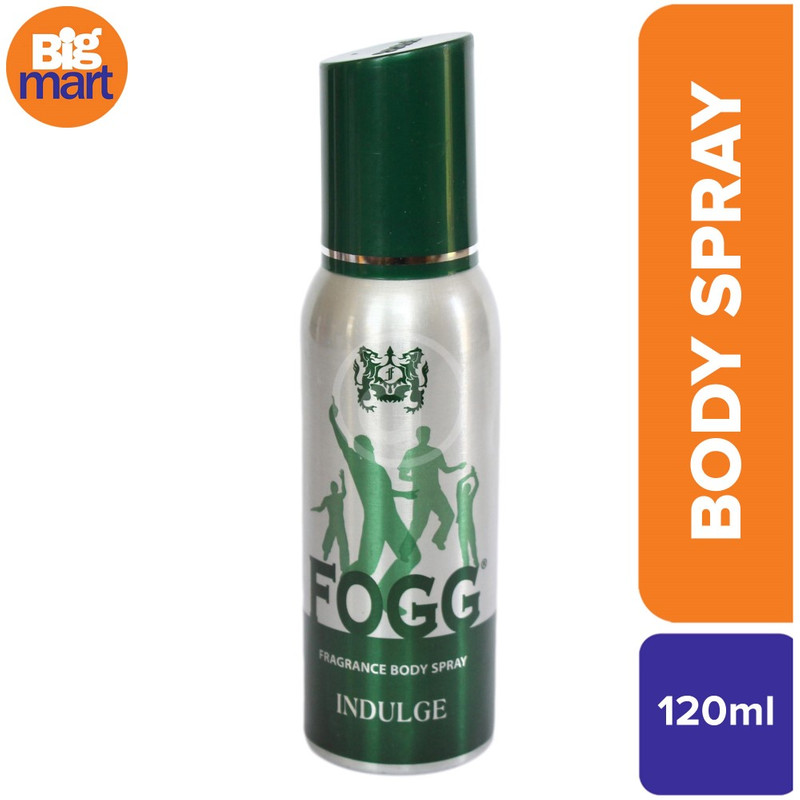 Big
mart
BODY SPRAY
120ml
f
FOGG®
FRAGRANCE BODY SPRAY
INDULGE